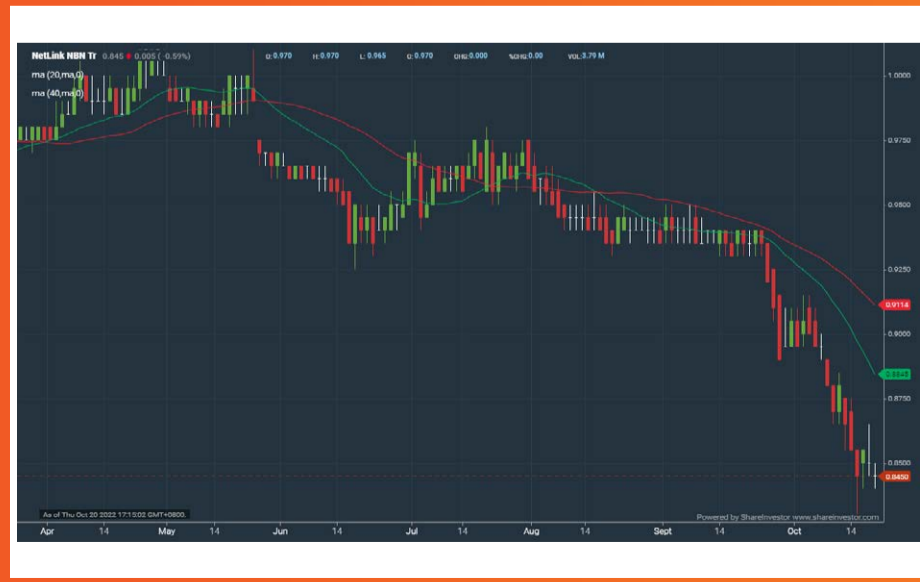 NetLink NBN Tr 0.845 0.005 (-0.59%) O:0.970 H:0.970 L: 0.965 C:0.970 CHG:0.000 %CHG:0.00 VOL:3.79 M
ma (20,ma,0)
ma (40,ma,0)
1.0000
0.9750
0.9500
0.9250
0.9114
0.9000
0.8750
0.8500
0.8450
As of Thu Oct 20 2022 17:15:02 GMT+0800.
Powered by ShareInvestor www.shareinvestor.com
Apr 14 May 14 Jun 14 Jul 14 Aug 14 Sept 14 Oct 14